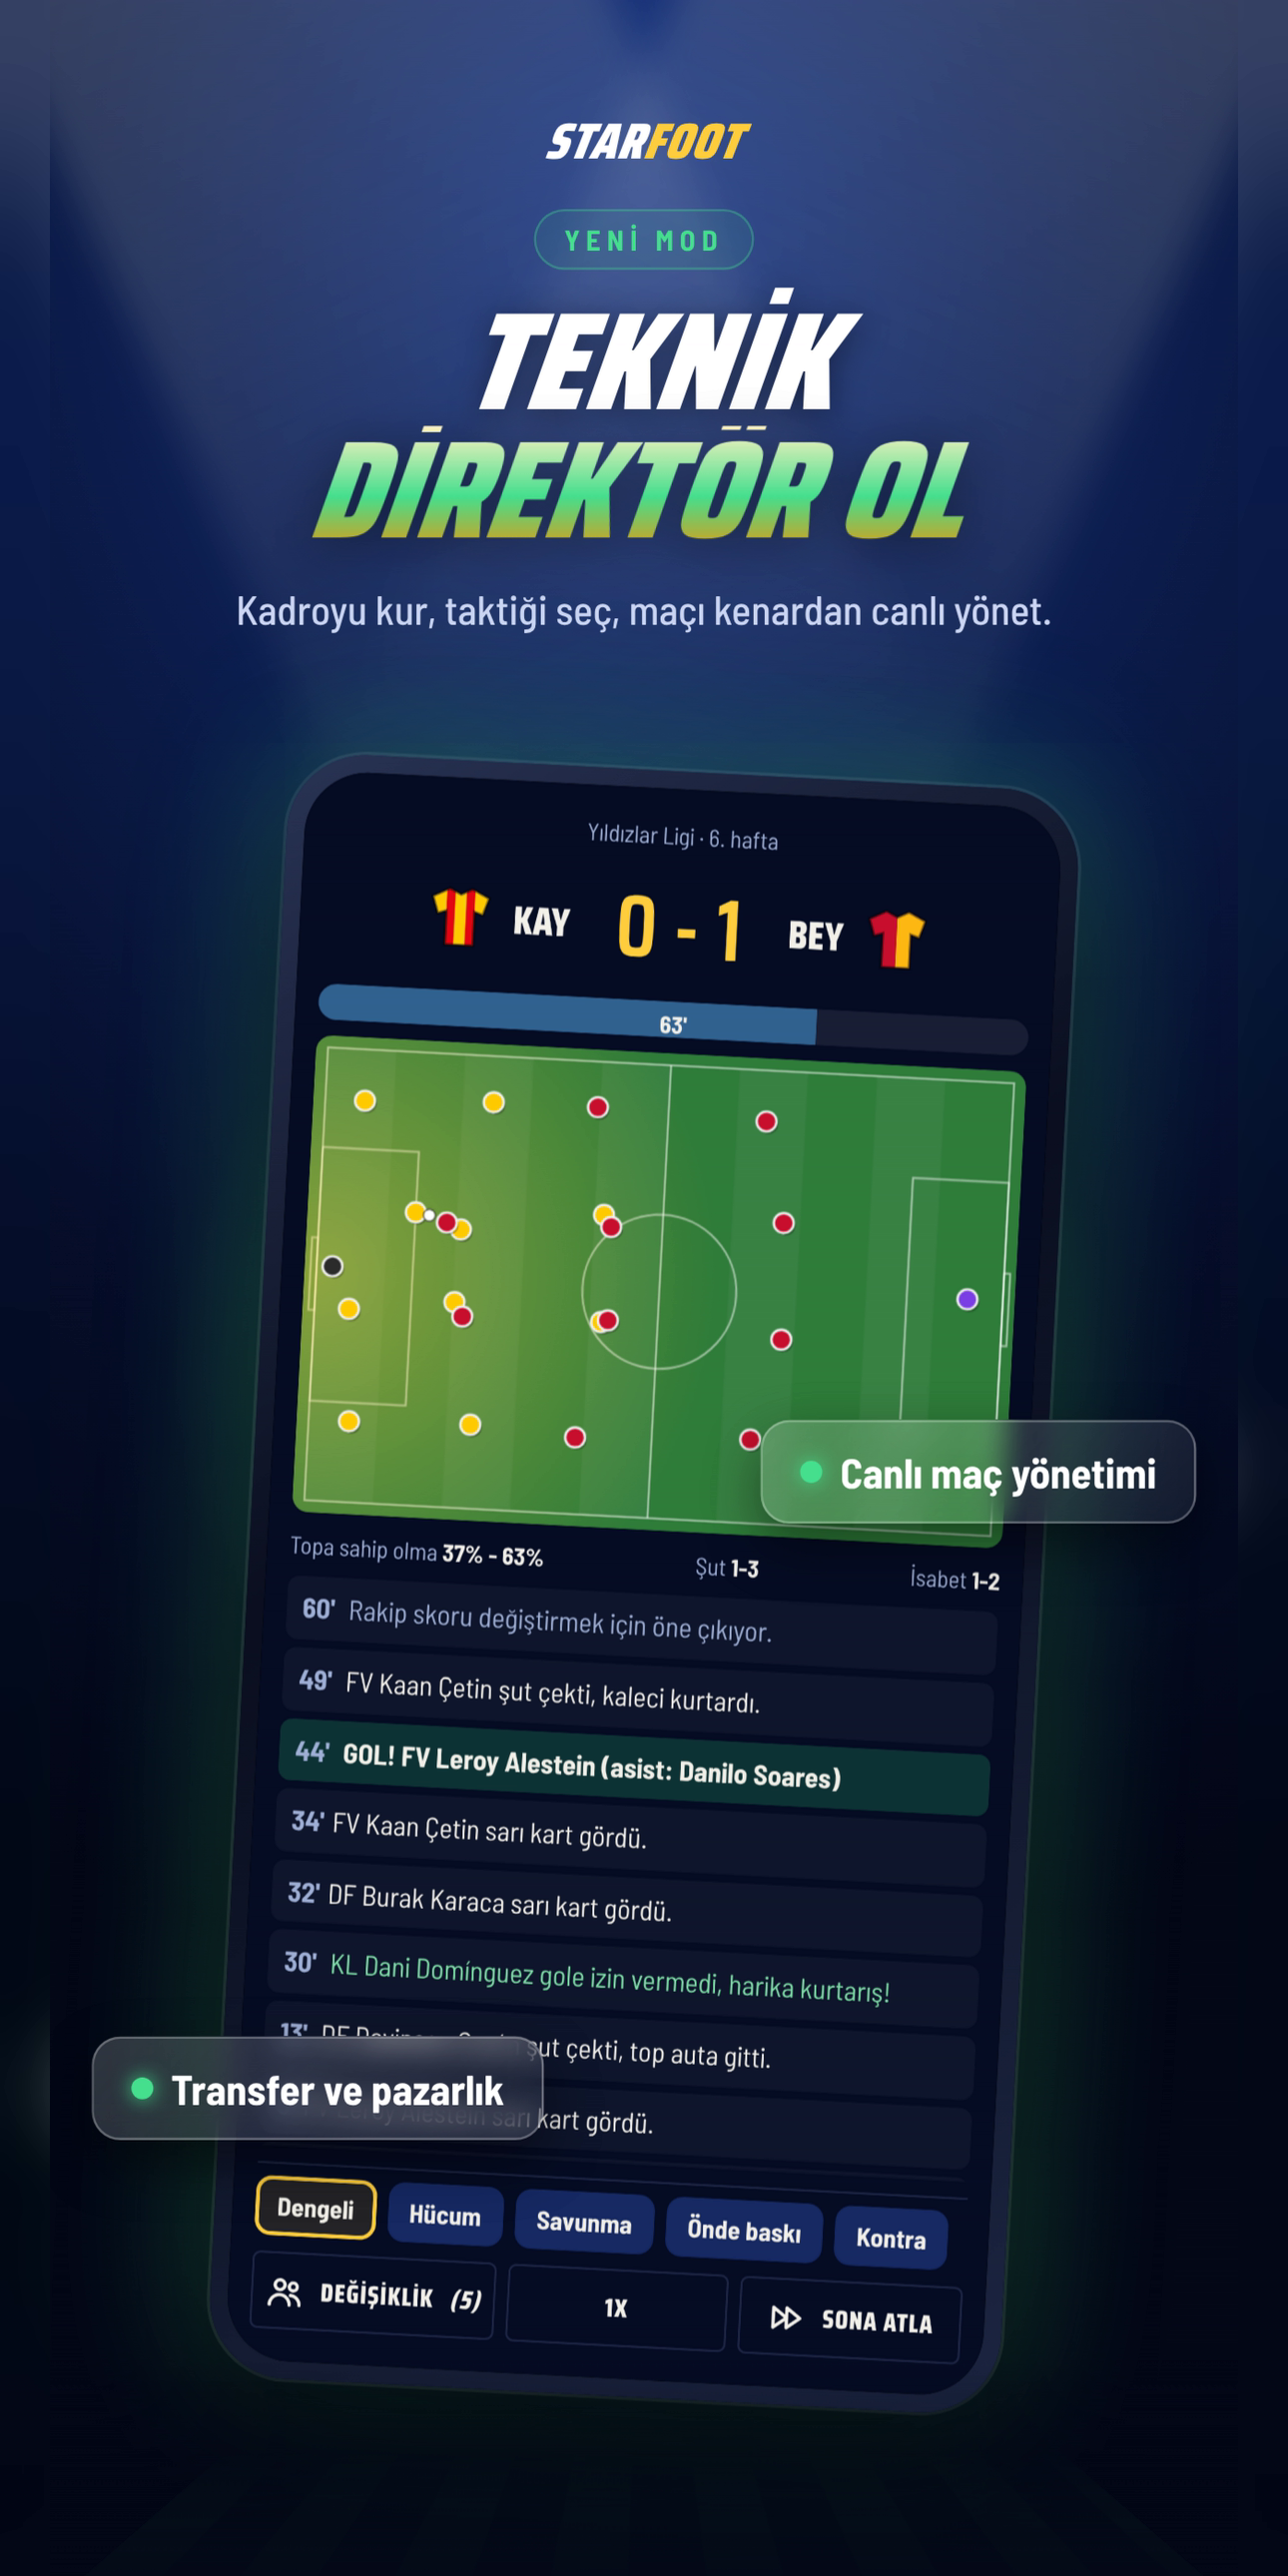 STARFOOT
YENİ MOD
TEKNİK
DİREKTÖR OL
Kadroyu kur, taktiği seç, maçı kenardan canlı yönet.
Yıldızlar Ligi · 6. hafta
KAY 0 - 1 BEY
63'
Canlı maç yönetimi
Topa sahip olma 37% - 63% Şut 1-3 İsabet 1-2
60' Rakip skoru değiştirmek için öne çıkıyor.
49' FV Kaan Çetin şut çekti, kaleci kurtardı.
44' GOL! FV Leroy Alestein (asist: Danilo Soares)
34' FV Kaan Çetin sarı kart gördü.
32' DF Burak Karaca sarı kart gördü.
30' KL Dani Domínguez gole izin vermedi, harika kurtarış!
13' şut çekti, top auta gitti.
Transfer ve pazarlık
Leroy Alestein sarı kart gördü.
Dengeli Hücum Savunma Önde baskı Kontra
DEĞİŞİKLİK (5) 1X SONA ATLA